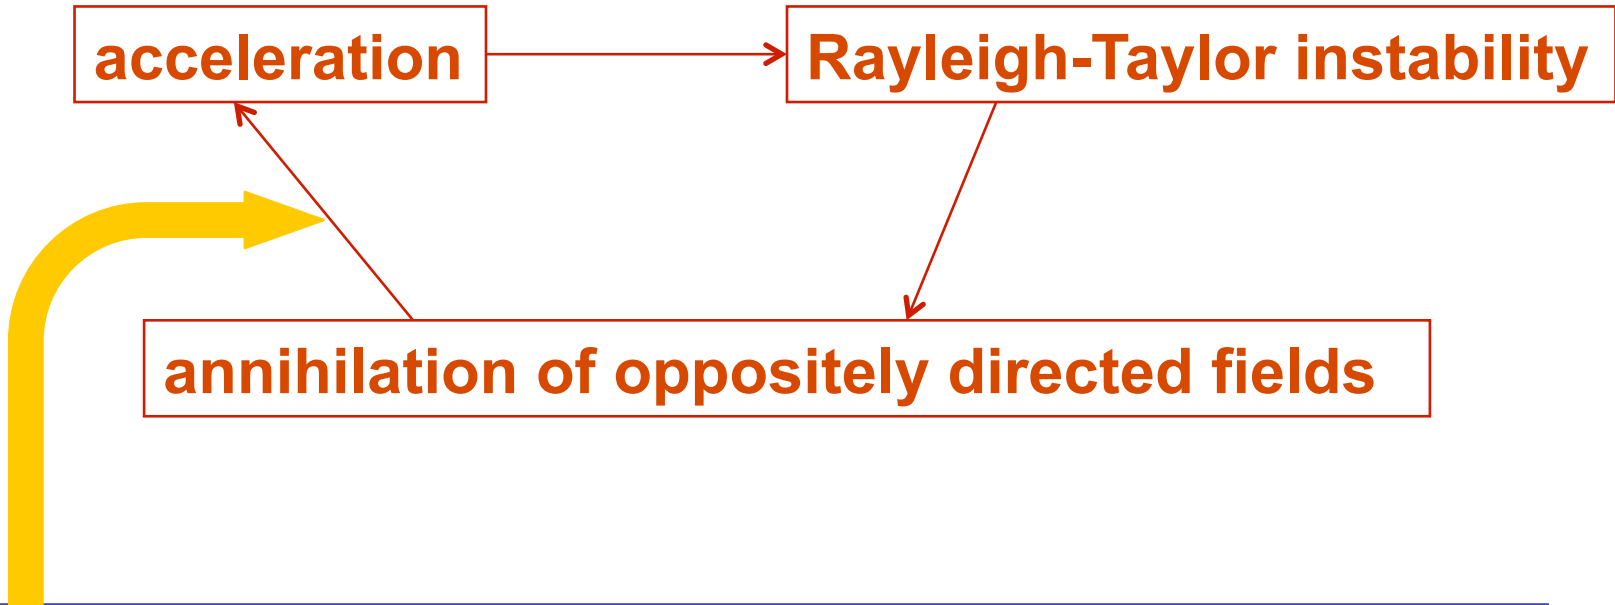 acceleration
Rayleigh-Taylor instability
annihilation of oppositely directed fields